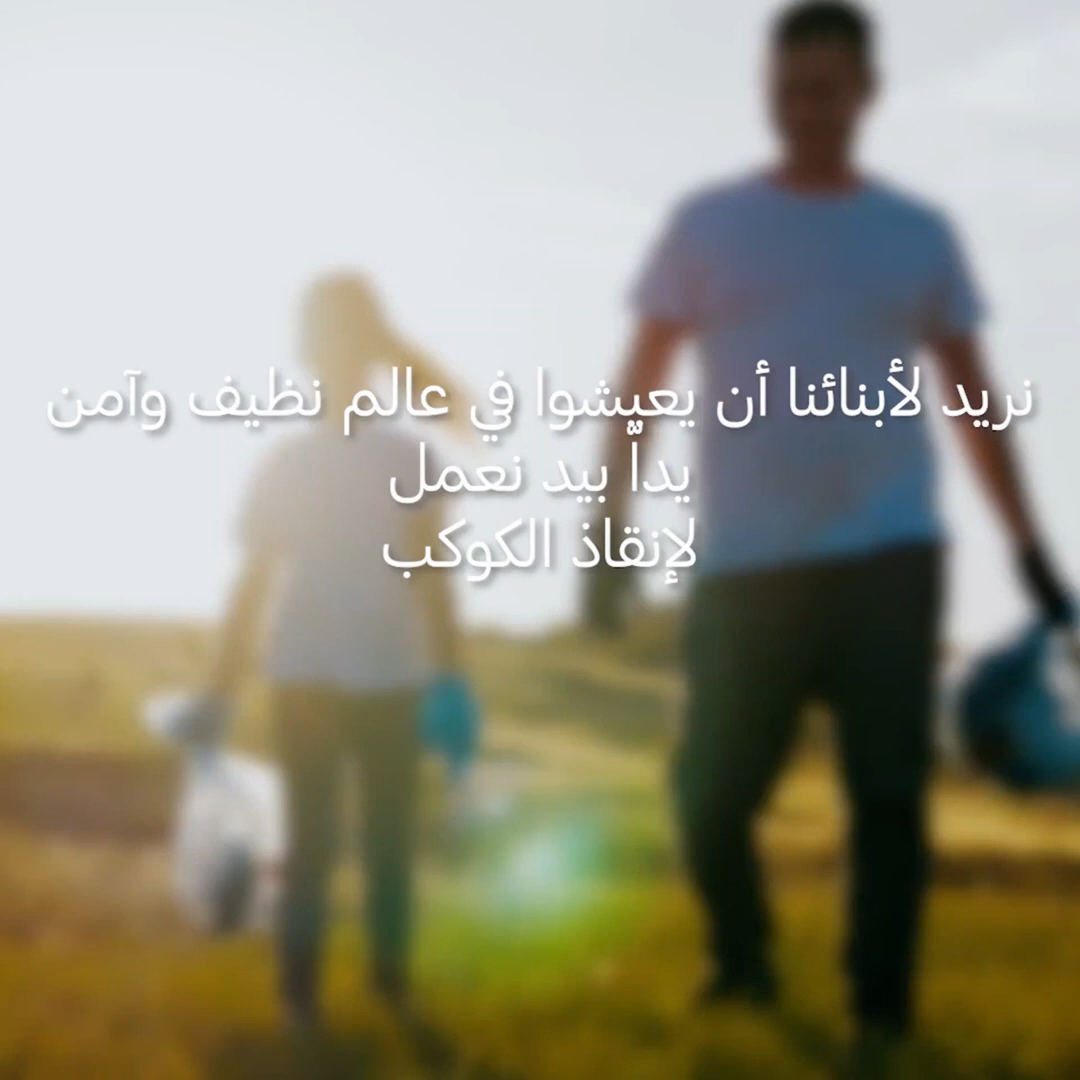 نريد لأبنائنا أن يعيشوا في عالم نظيف وآمن
يداّ بيد نعمل
لإنقاذ الكوكب